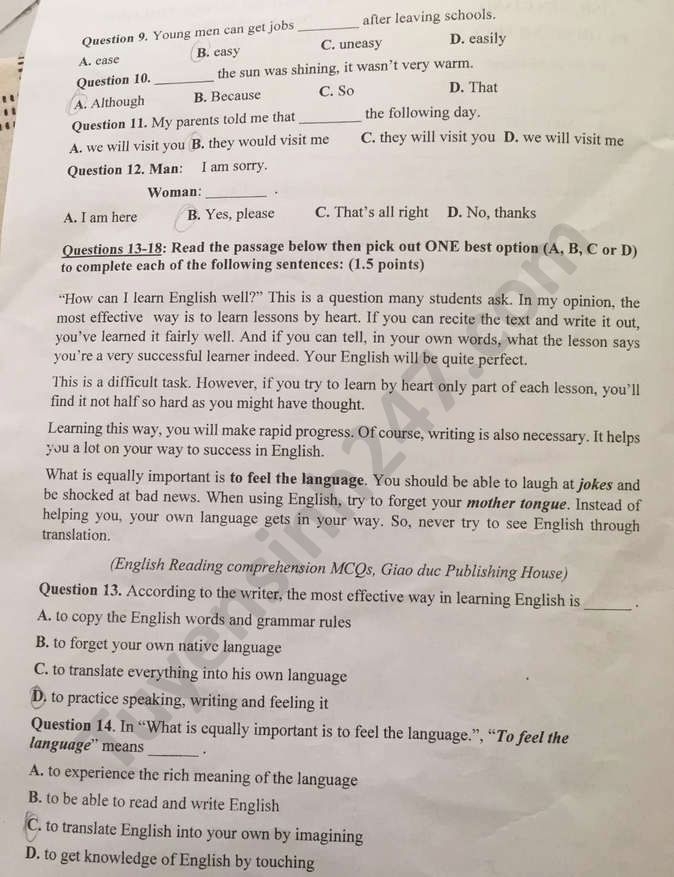 Question 9. Young men can get jobs ________ after leaving schools.
A. ease B. easy C. uneasy D. easily
Question 10. ________ the sun was shining, it wasn't very warm.
A. Although B. Because C. So D. That
Question 11. My parents told me that ________ the following day.
A. we will visit you B. they would visit me C. they will visit you D. we will visit me
Question 12. Man: I am sorry.
Woman: ________ .
A. I am here B. Yes, please C. That's all right D. No, thanks
Questions 13-18: Read the passage below then pick out ONE best option (A, B, C or D)
to complete each of the following sentences: (1.5 points)
“How can I learn English well?” This is a question many students ask. In my opinion, the
most effective way is to learn lessons by heart. If you can recite the text and write it out,
you've learned it fairly well. And if you can tell, in your own words, what the lesson says
you're a very successful learner indeed. Your English will be quite perfect.
This is a difficult task. However, if you try to learn by heart only part of each lesson, you'll
find it not half so hard as you might have thought.
Learning this way, you will make rapid progress. Of course, writing is also necessary. It helps
you a lot on your way to success in English.
What is equally important is to feel the language. You should be able to laugh at jokes and
be shocked at bad news. When using English, try to forget your mother tongue. Instead of
helping you, your own language gets in your way. So, never try to see English through
translation.
(English Reading comprehension MCQs, Giao duc Publishing House)
Question 13. According to the writer, the most effective way in learning English is ______ .
A. to copy the English words and grammar rules
B. to forget your own native language
C. to translate everything into his own language
D. to practice speaking, writing and feeling it
Question 14. In “What is equally important is to feel the language.”, “To feel the
language” means ______ .
A. to experience the rich meaning of the language
B. to be able to read and write English
C. to translate English into your own by imagining
D. to get knowledge of English by touching
Tuyensinh247.com